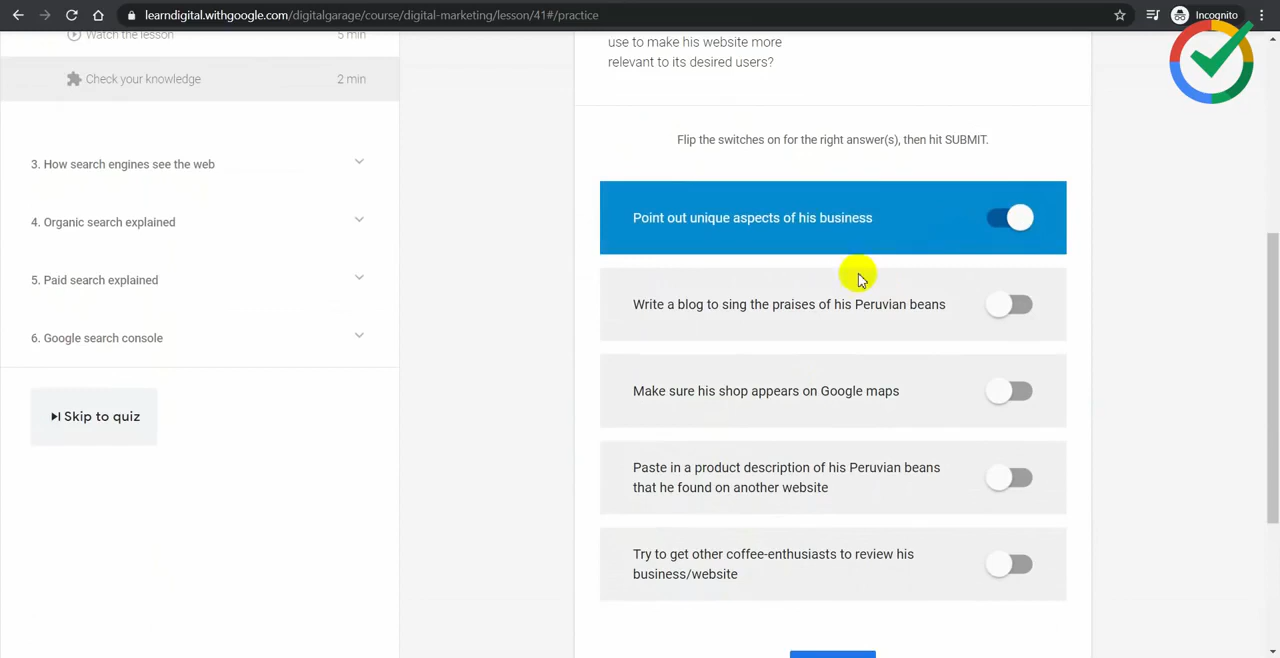 learndigital.withgoogle.com/digitalgarage/course/digital-marketing/lesson/41#/practice
Incognito
Watch the lesson 5 min
Check your knowledge 2 min
3. How search engines see the web
4. Organic search explained
5. Paid search explained
6. Google search console
Skip to quiz
use to make his website more
relevant to its desired users?
Flip the switches on for the right answer(s), then hit SUBMIT.
Point out unique aspects of his business
Write a blog to sing the praises of his Peruvian beans
Make sure his shop appears on Google maps
Paste in a product description of his Peruvian beans
that he found on another website
Try to get other coffee-enthusiasts to review his
business/website